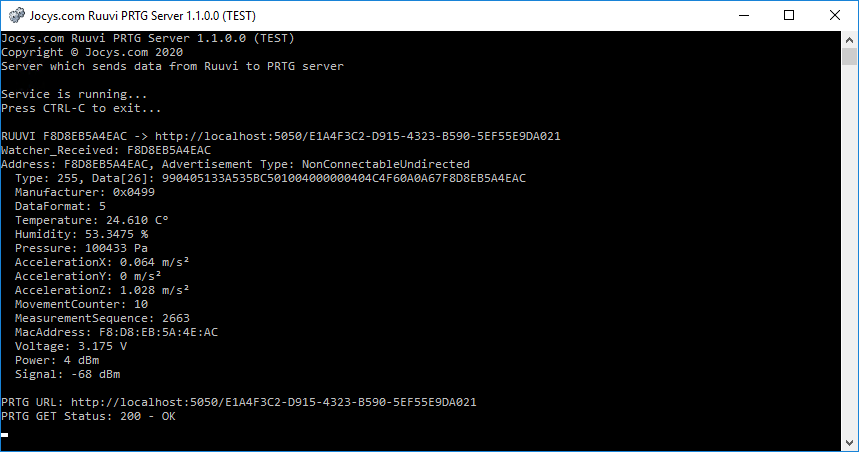 Jocys.com Ruuvi PRTG Server 1.1.0.0 (TEST)
Jocys.com Ruuvi PRTG Server 1.1.0.0 (TEST)
Copyright © Jocys.com 2020
Server which sends data from Ruuvi to PRTG server
Service is running...
Press CTRL-C to exit...
RUUVI F8D8EB5A4EAC -> http://localhost:5050/E1A4F3C2-D915-4323-B590-5EF55E9DA021
Watcher_Received: F8D8EB5A4EAC
Address: F8D8EB5A4EAC, Advertisement Type: NonConnectableUndirected
Type: 255, Data[26]: 990405133A535BC501004000000404C4F60A0A67F8D8EB5A4EAC
Manufacturer: 0x0499
DataFormat: 5
Temperature: 24.610 C°
Humidity: 53.3475 %
Pressure: 100433 Pa
AccelerationX: 0.064 m/s²
AccelerationY: 0 m/s²
AccelerationZ: 1.028 m/s²
MovementCounter: 10
MeasurementSequence: 2663
MacAddress: F8:D8:EB:5A:4E:AC
Voltage: 3.175 V
Power: 4 dBm
Signal: -68 dBm
PRTG URL: http://localhost:5050/E1A4F3C2-D915-4323-B590-5EF55E9DA021
PRTG GET Status: 200 - OK